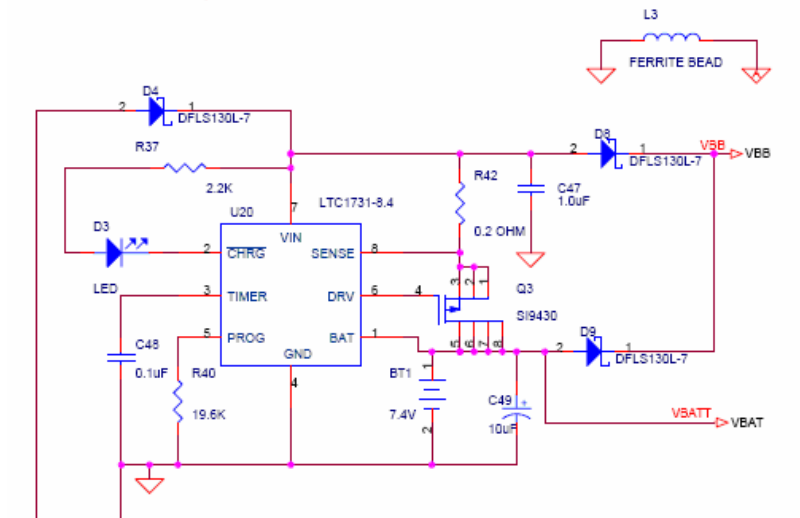 L3
FERRITE BEAD
D4
2 1
DFLS130L-7
R37
2.2K
D8
2 1
DFLS130L-7
VBB
VBB
R42
0.2 OHM
C47
1.0uF
U20
LTC1731-8.4
7
VIN
D3
LED
2
CHRG
SENSE
8
3
TIMER
DRV
6
4
5
PROG
BAT
1
GND
4
3 2 1
Q3
SI9430
5 6 7 8
C48
0.1uF
R40
19.6K
BT1
1
7.4V
2
C49
+
10uF
D9
2 1
DFLS130L-7
VBATT
VBAT